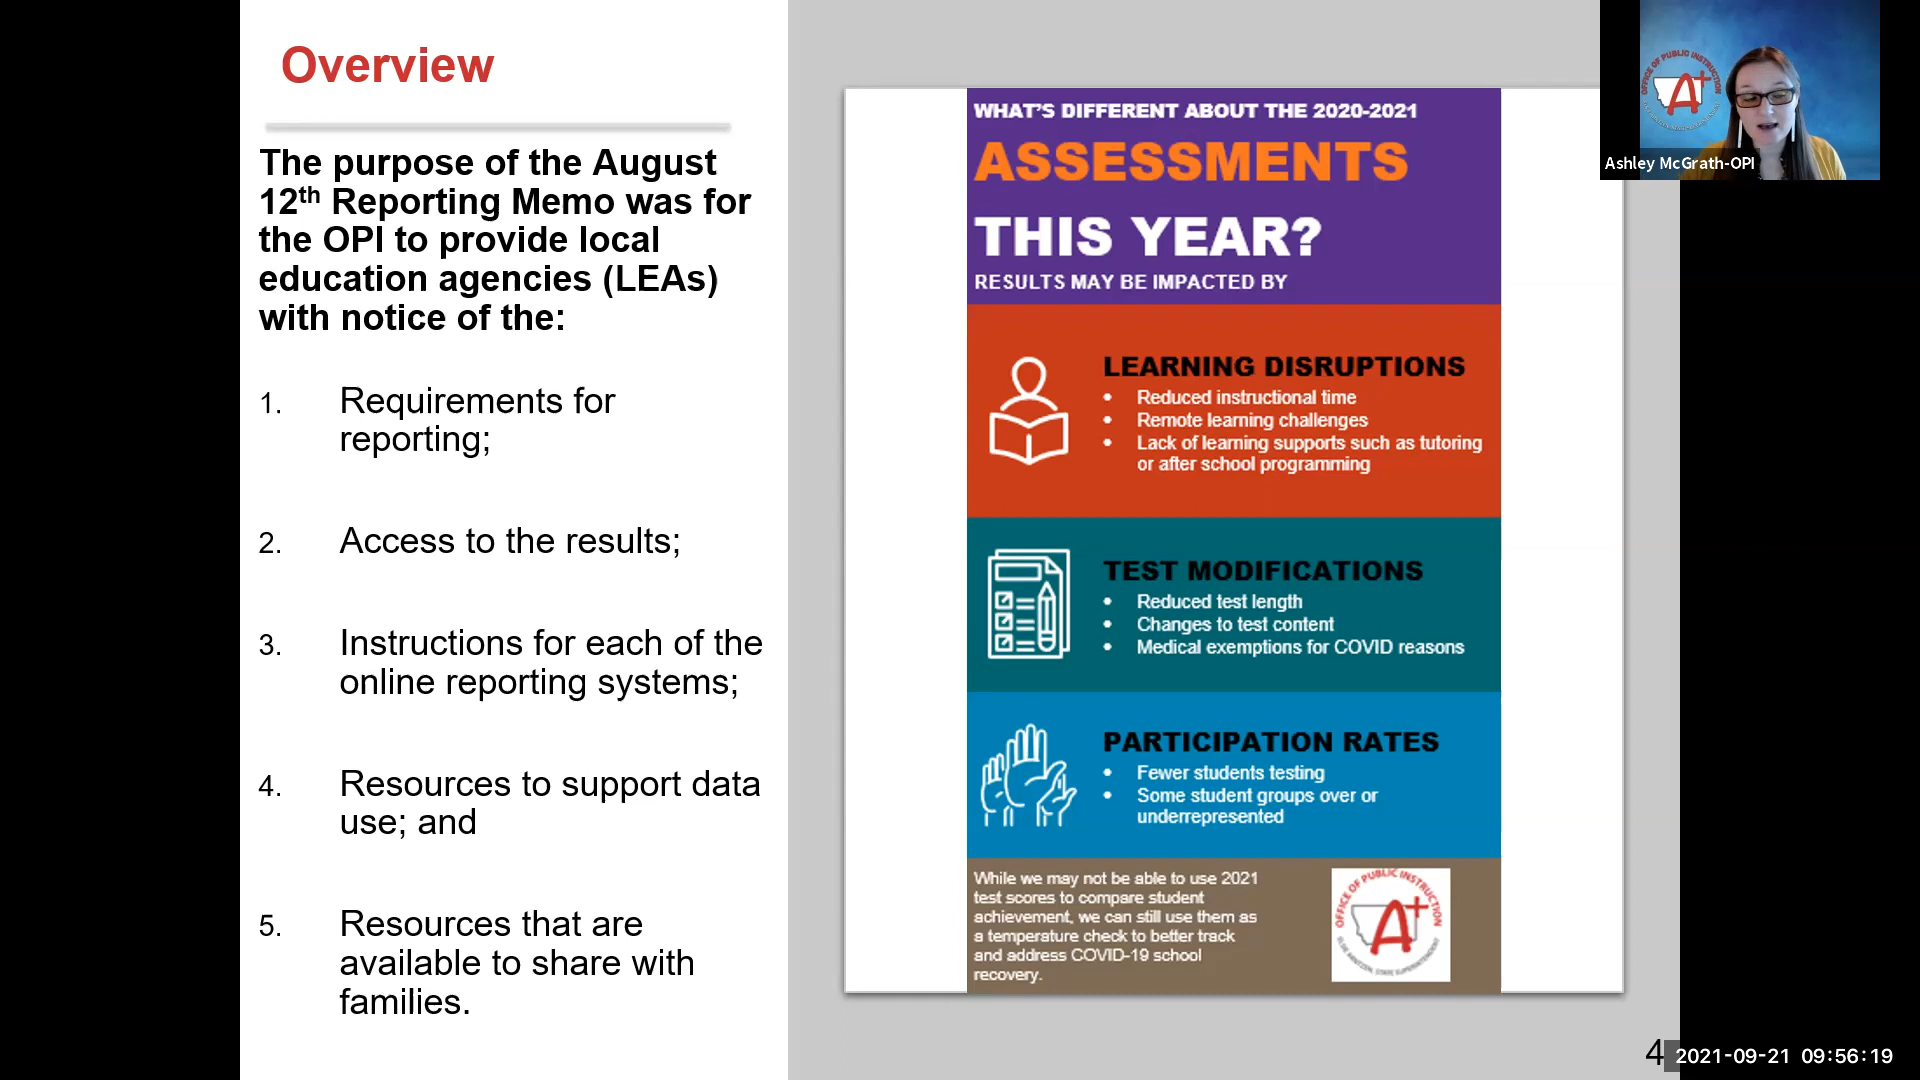 Overview
The purpose of the August
12th Reporting Memo was for
the OPI to provide local
education agencies (LEAs)
with notice of the:
1. Requirements for
reporting;
2. Access to the results;
3. Instructions for each of the
online reporting systems;
4. Resources to support data
use; and
5. Resources that are
available to share with
families.
WHAT'S DIFFERENT ABOUT THE 2020-2021
ASSESSMENTS
THIS YEAR?
RESULTS MAY BE IMPACTED BY
LEARNING DISRUPTIONS
• Reduced instructional time
• Remote learning challenges
• Lack of learning supports such as tutoring
or after school programming
TEST MODIFICATIONS
• Reduced test length
• Changes to test content
• Medical exemptions for COVID reasons
PARTICIPATION RATES
• Fewer students testing
• Some student groups over or
underrepresented
While we may not be able to use 2021
test scores to compare student
achievement, we can still use them as
a temperature check to better track
and address COVID-19 school
recovery.
OFFICE OF PUBLIC INSTRUCTION
A+
OFFICE OF PUBLIC INSTRUCTION
A+
Ashley McGrath-OPI
4
2021-09-21 09:56:19